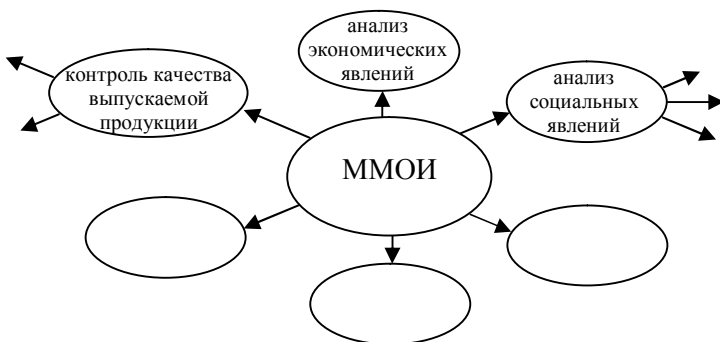 контроль качества
выпускаемой
продукции
анализ
экономических
явлений
анализ
социальных
явлений
ММОИ